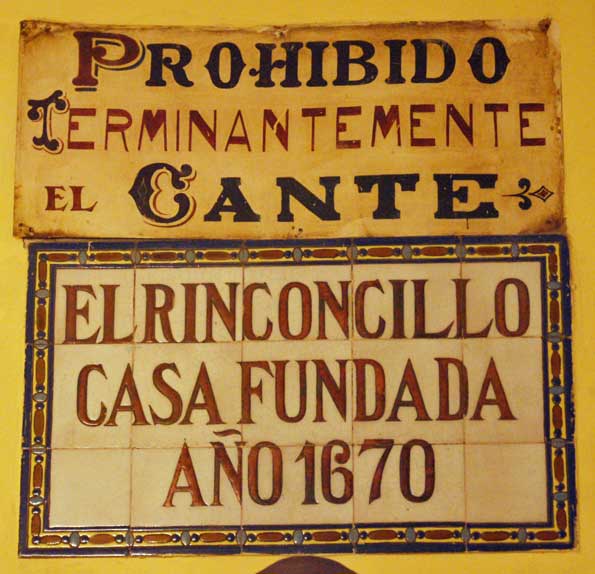 PROHIBIDO
TERMINANTEMENTE
EL CANTE
EL RINCONCILLO
CASA FUNDADA
AÑO 1670